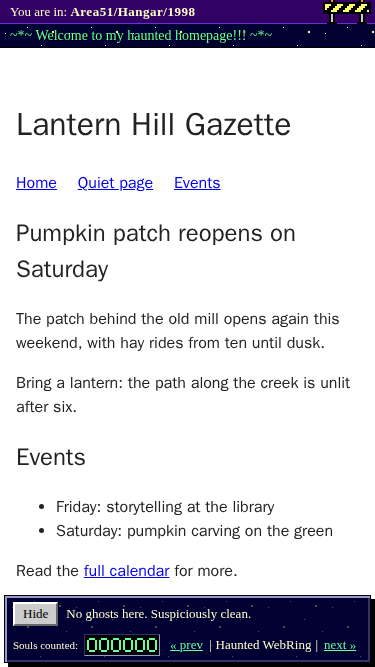 You are in: Area51/Hangar/1998
~*~ Welcome to my haunted homepage!!! ~*~
Lantern Hill Gazette
Home Quiet page Events
Pumpkin patch reopens on
Saturday
The patch behind the old mill opens again this
weekend, with hay rides from ten until dusk.
Bring a lantern: the path along the creek is unlit
after six.
Events
• Friday: storytelling at the library
• Saturday: pumpkin carving on the green
Read the full calendar for more.
Hide No ghosts here. Suspiciously clean.
Souls counted: 000000 « prev | Haunted WebRing | next »